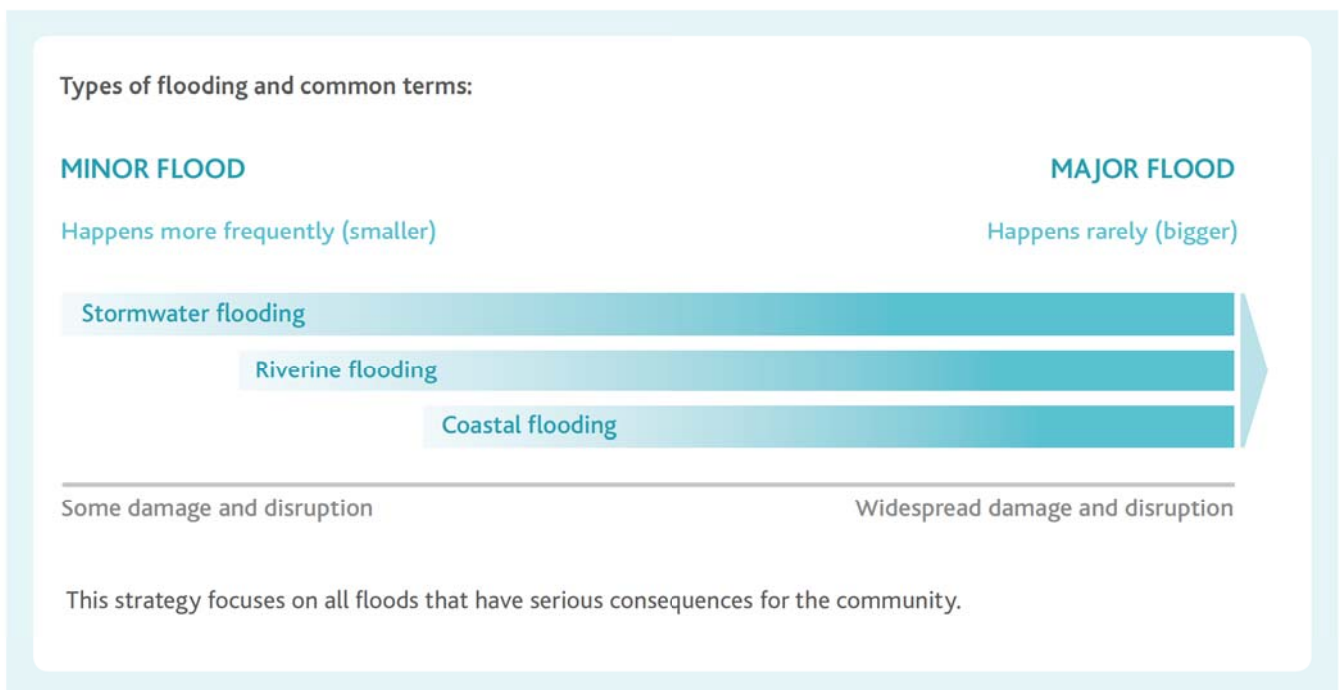 Types of flooding and common terms:
MINOR FLOOD
MAJOR FLOOD
Happens more frequently (smaller)
Happens rarely (bigger)
Stormwater flooding
Riverine flooding
Coastal flooding
Some damage and disruption
Widespread damage and disruption
This strategy focuses on all floods that have serious consequences for the community.